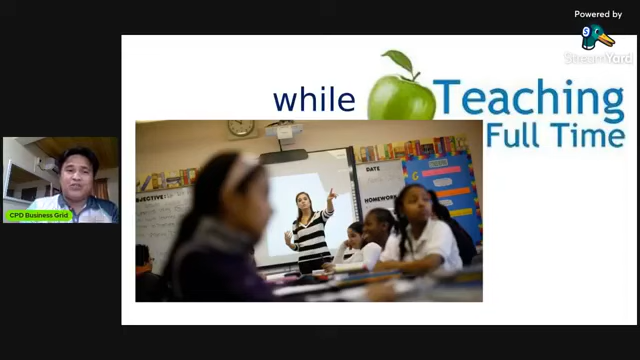 Powered by
StreamYard
while
Teaching
Full Time
CPD Business Grid
DATE
HOMEWORK